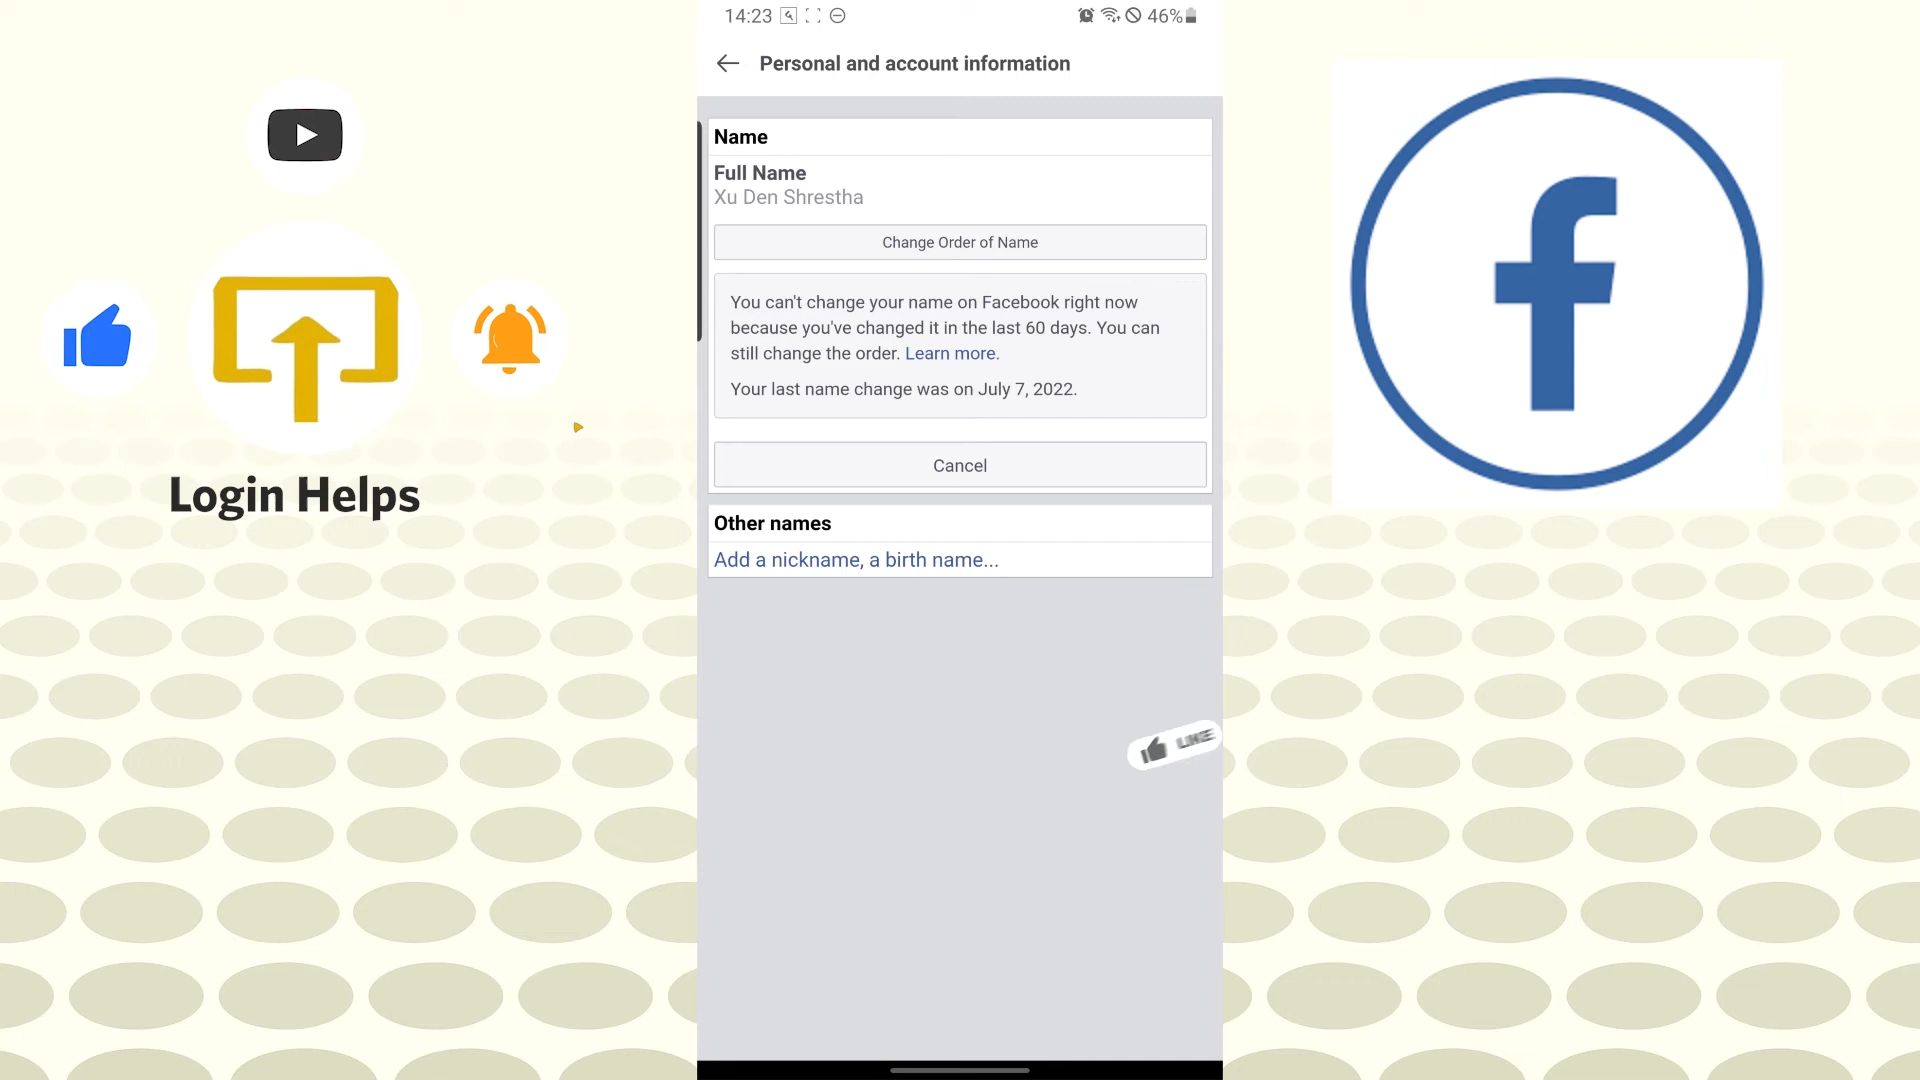 14:23
46%
Personal and account information
Name
Full Name
Xu Den Shrestha
Change Order of Name
You can't change your name on Facebook right now
because you've changed it in the last 60 days. You can
still change the order. Learn more.
Your last name change was on July 7, 2022.
Cancel
Other names
Add a nickname, a birth name...
LIKE
Login Helps
f